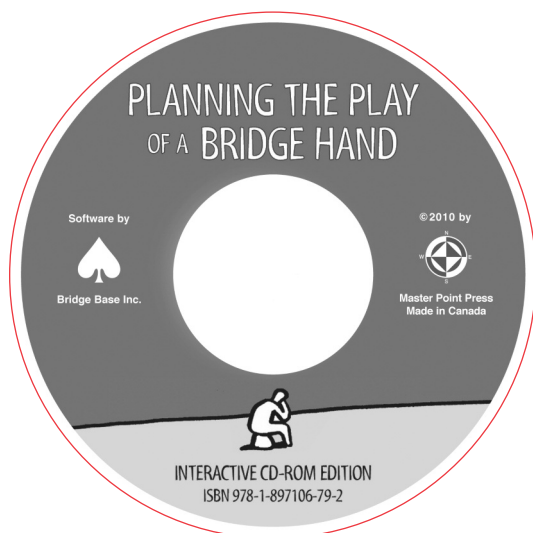 PLANNING THE PLAY
OF A BRIDGE HAND
Software by
Bridge Base Inc.
©2010 by
N
W E
S
Master Point Press
Made in Canada
INTERACTIVE CD-ROM EDITION
ISBN 978-1-897106-79-2